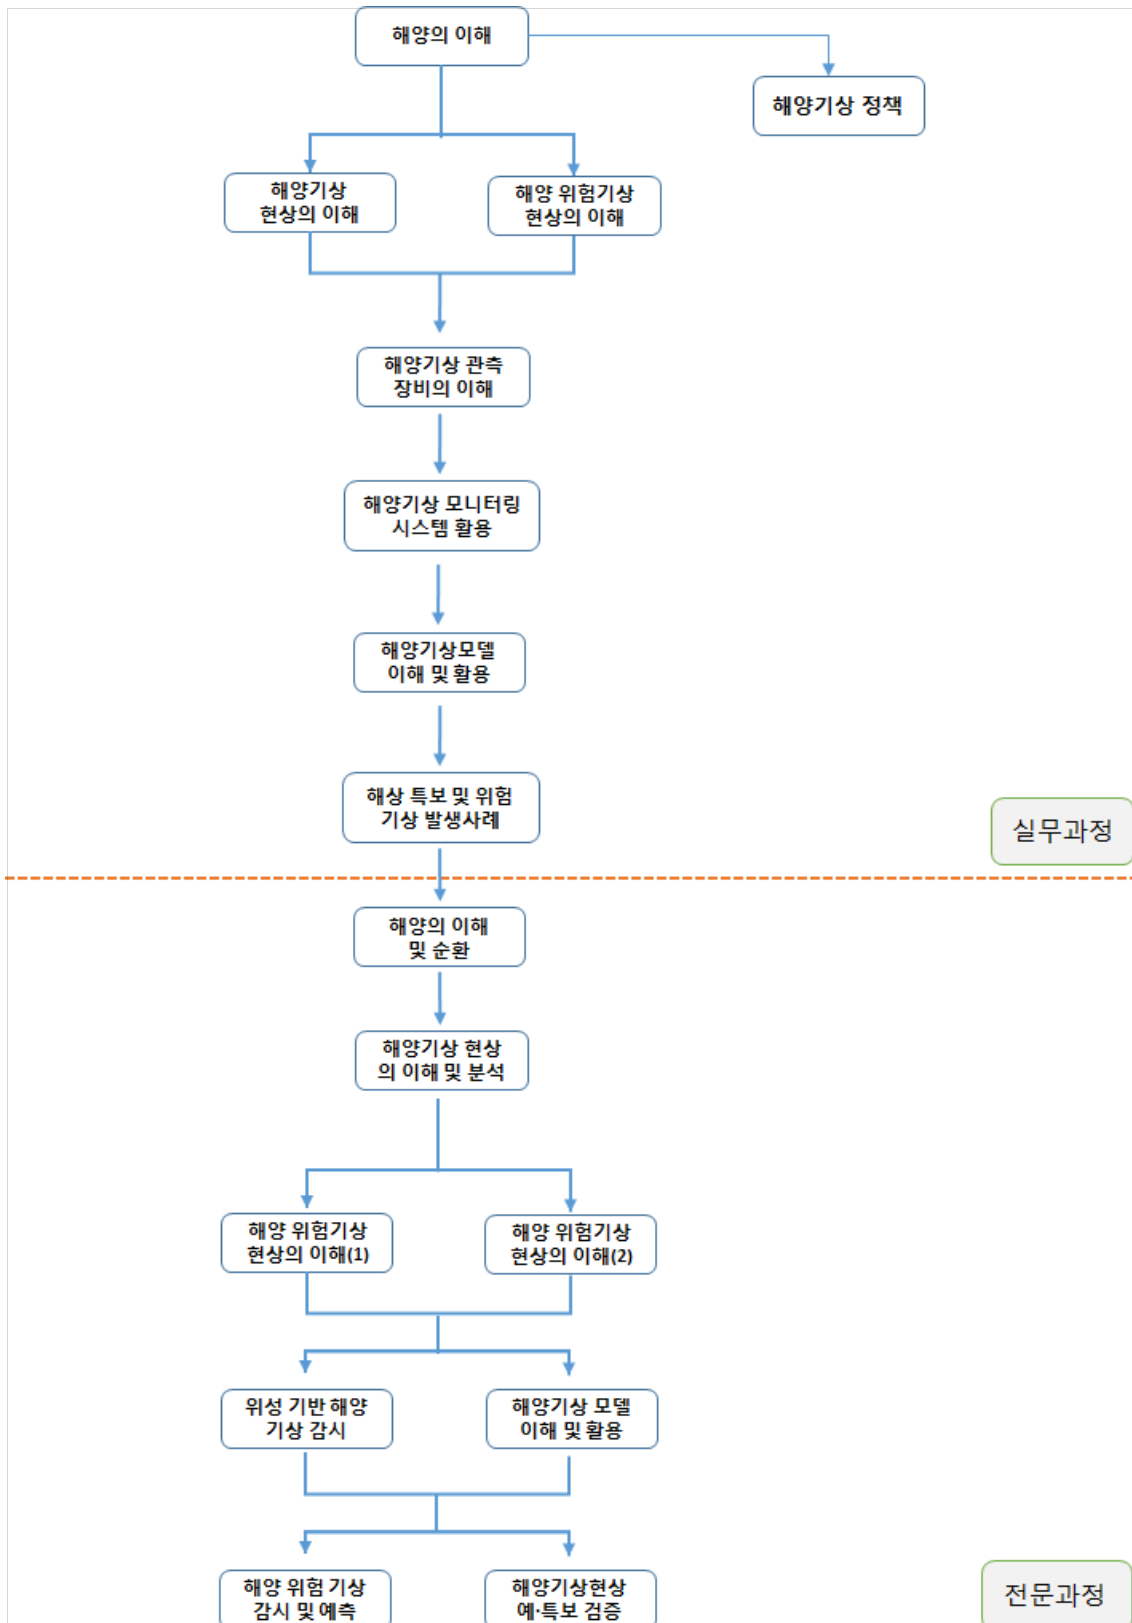 해양의 이해
해양기상 정책
해양기상
현상의 이해
해양 위험기상
현상의 이해
해양기상 관측
장비의 이해
해양기상 모니터링
시스템 활용
해양기상모델
이해 및 활용
해상 특보 및 위험
기상 발생사례
실무과정
해양의 이해
및 순환
해양기상 현상
의 이해 및 분석
해양 위험기상
현상의 이해(1)
해양 위험기상
현상의 이해(2)
위성 기반 해양
기상 감시
해양기상 모델
이해 및 활용
해양 위험 기상
감시 및 예측
해양기상현상
예·특보 검증
전문과정